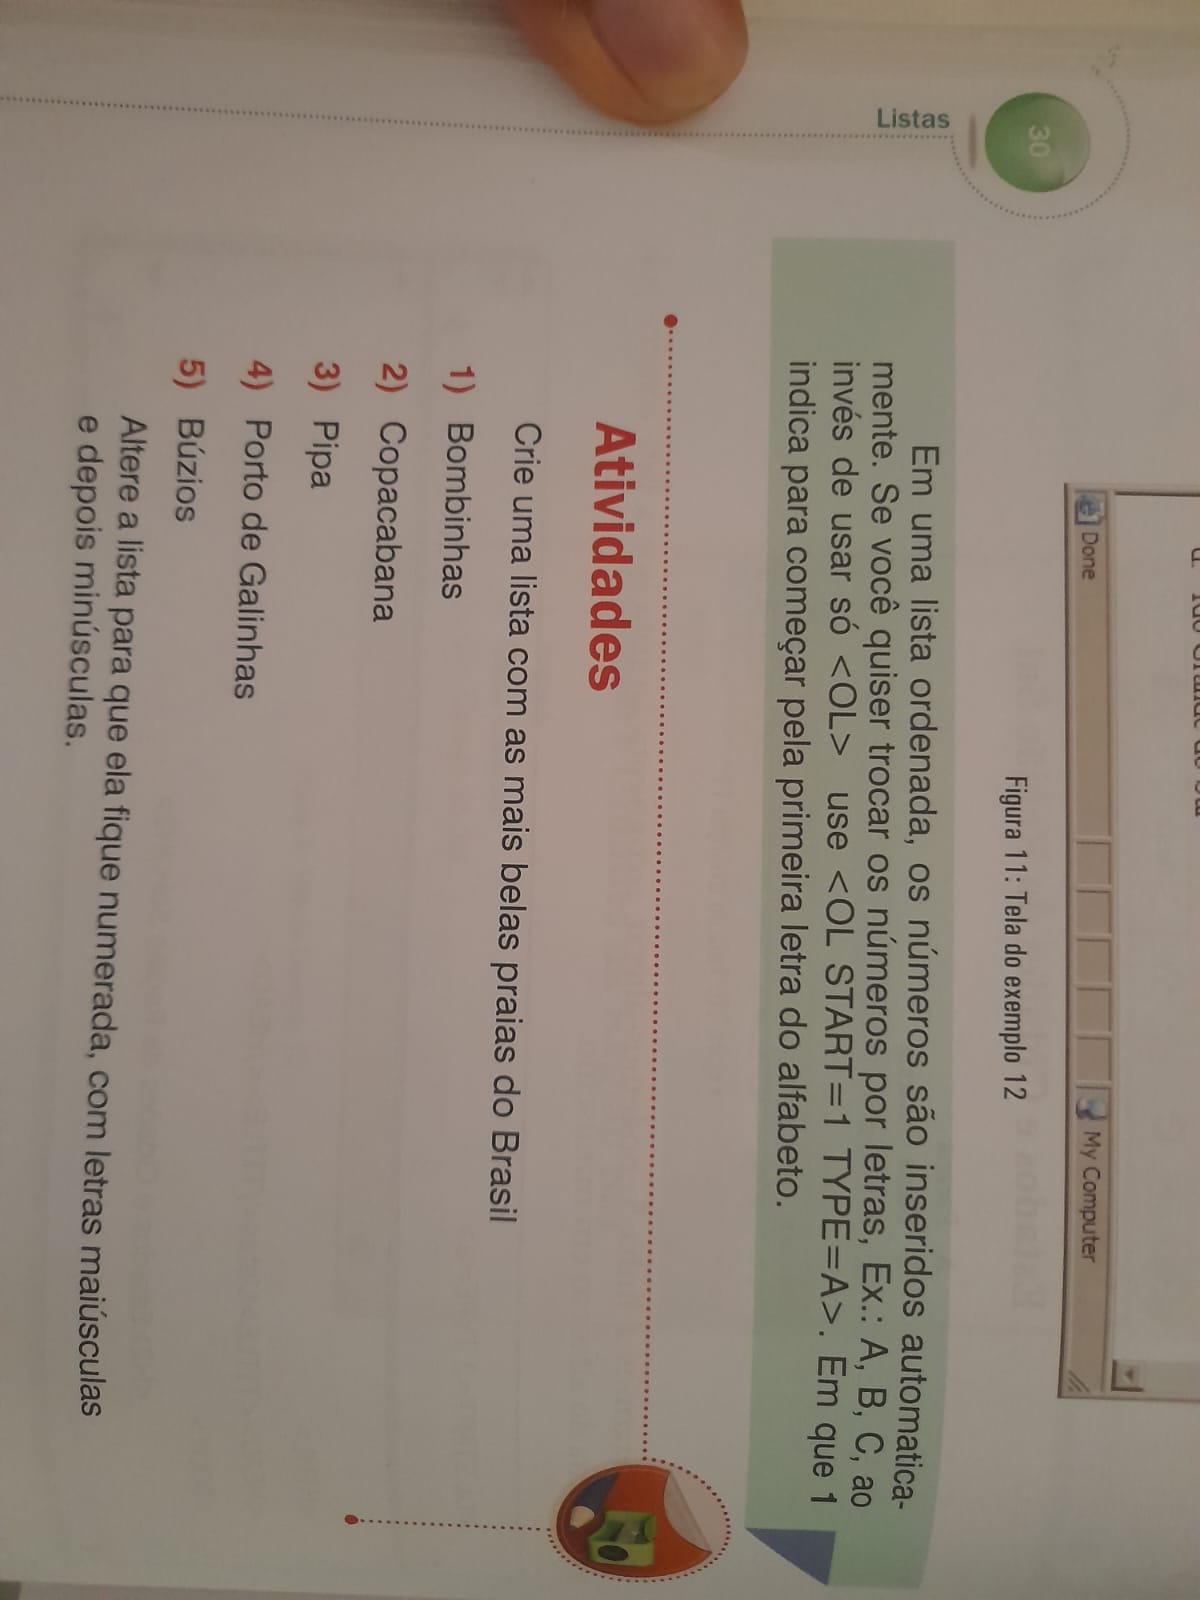 30
Listas
Done
My Computer
Figura 11: Tela do exemplo 12
Em uma lista ordenada, os números são inseridos automatica-
mente. Se você quiser trocar os números por letras, Ex.: A, B, C, ao
invés de usar só <OL> use <OL START=1 TYPE=A>. Em que 1
indica para começar pela primeira letra do alfabeto.
Atividades
Crie uma lista com as mais belas praias do Brasil
1) Bombinhas
2) Copacabana
3) Pipa
4) Porto de Galinhas
5) Búzios
Altere a lista para que ela fique numerada, com letras maiúsculas
e depois minúsculas.